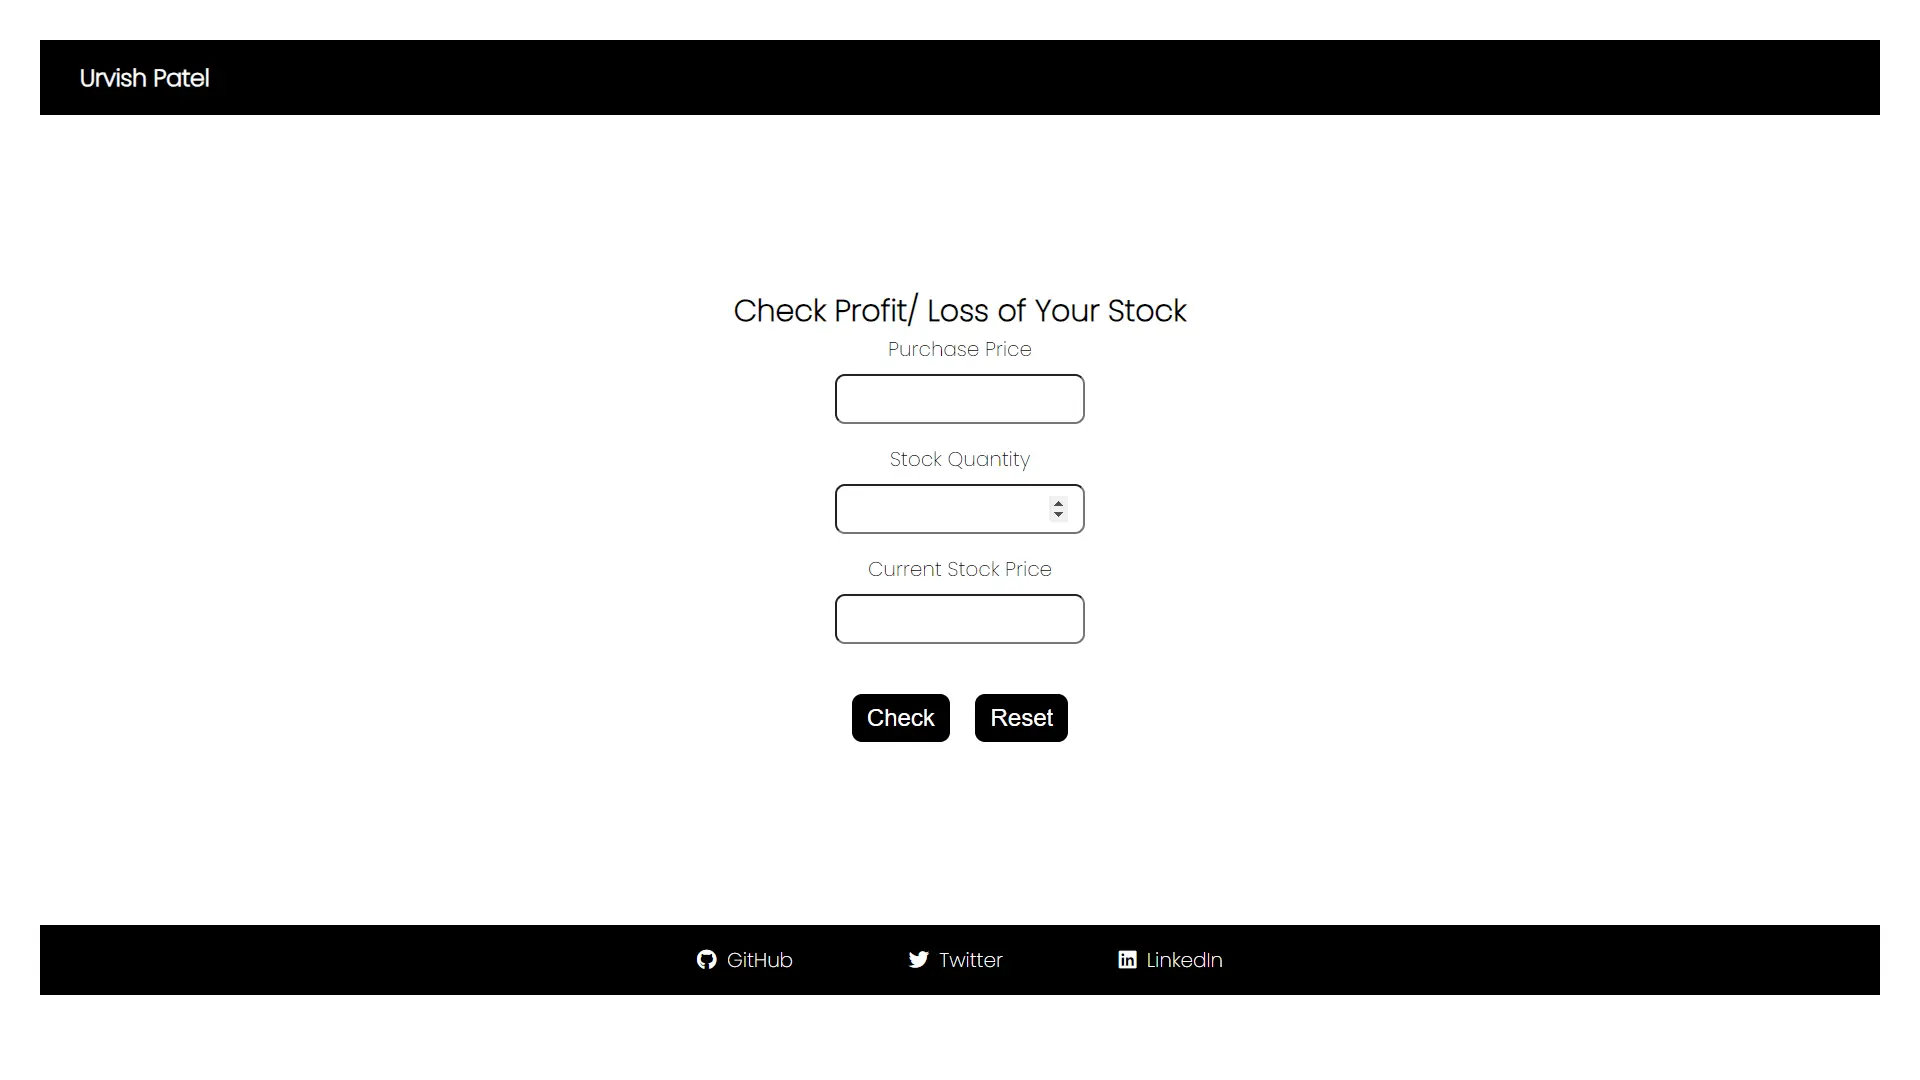 Urvish Patel
Check Profit/ Loss of Your Stock
Purchase Price
Stock Quantity
Current Stock Price
Check Reset
GitHub Twitter LinkedIn